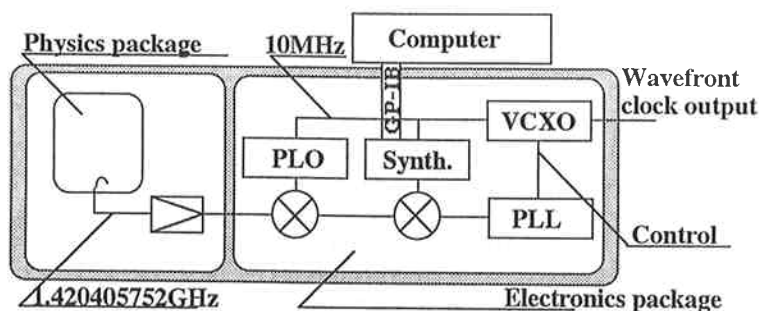 Physics package
10MHz
Computer
GP-IB
Wavefront
clock output
VCXO
PLO
Synth.
PLL
Control
1.420405752GHz
Electronics package